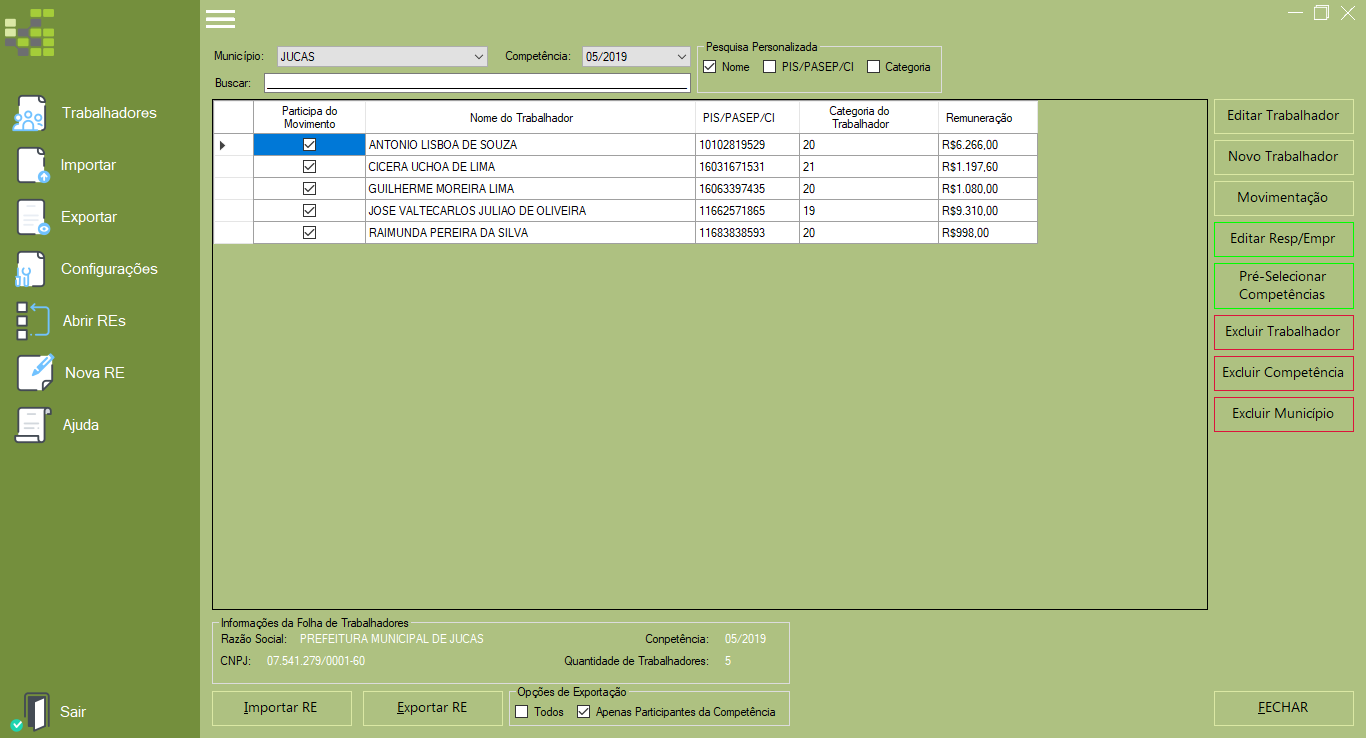 Trabalhadores
Importar
Exportar
Configurações
Abrir REs
Nova RE
Ajuda
Sair
Município: JUCAS Competência: 05/2019
Buscar:
Pesquisa Personalizada
Nome PIS/PASEP/CI Categoria
Participa do Movimento Nome do Trabalhador PIS/PASEP/CI Categoria do Trabalhador Remuneração
ANTONIO LISBOA DE SOUZA 10102819529 20 R$6.266,00
CICERA UCHOA DE LIMA 16031671531 21 R$1.197,60
GUILHERME MOREIRA LIMA 16063397435 20 R$1.080,00
JOSE VALTECARLOS JULIAO DE OLIVEIRA 11662571865 19 R$9.310,00
RAIMUNDA PEREIRA DA SILVA 11683838593 20 R$998,00
Editar Trabalhador
Novo Trabalhador
Movimentação
Editar Resp/Empr
Pré-Selecionar
Competências
Excluir Trabalhador
Excluir Competência
Excluir Município
Informações da Folha de Trabalhadores
Razão Social: PREFEITURA MUNICIPAL DE JUCAS Conpetência: 05/2019
CNPJ: 07.541.279/0001-60 Quantidade de Trabalhadores: 5
Importar RE
Exportar RE
Opções de Exportação
Todos Apenas Participantes da Competência
FECHAR